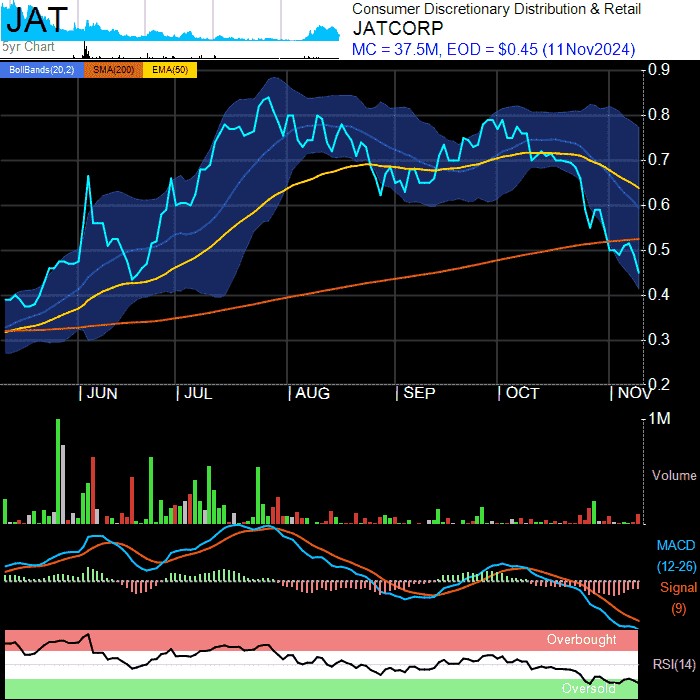 JAT
5yr Chart
Consumer Discretionary Distribution & Retail
JATCORP
MC = 37.5M, EOD = $0.45 (11Nov2024)
BollBands(20,2) SMA(200) EMA(50)
0.9
0.8
0.7
0.6
0.5
0.4
0.3
0.2
JUN JUL AUG SEP OCT NOV
1M
Volume
MACD
(12-26)
Signal
(9)
Overbought
RSI(14)
Oversold